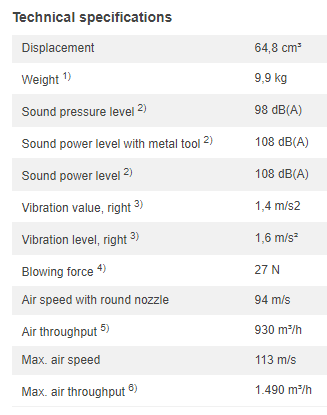 Technical specifications
Displacement 64,8 cm³
Weight 1) 9,9 kg
Sound pressure level 2) 98 dB(A)
Sound power level with metal tool 2) 108 dB(A)
Sound power level 2) 108 dB(A)
Vibration value, right 3) 1,4 m/s2
Vibration level, right 3) 1,6 m/s²
Blowing force 4) 27 N
Air speed with round nozzle 94 m/s
Air throughput 5) 930 m³/h
Max. air speed 113 m/s
Max. air throughput 6) 1.490 m³/h